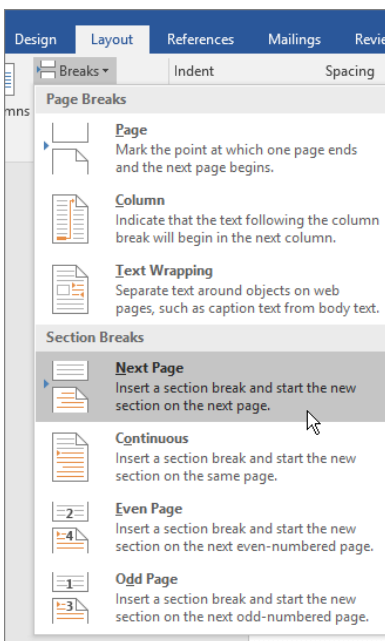 Design Layout References Mailings Revie
Breaks Indent Spacing
mns
Page Breaks
Page
Mark the point at which one page ends
and the next page begins.
Column
Indicate that the text following the column
break will begin in the next column.
Text Wrapping
Separate text around objects on web
pages, such as caption text from body text.
Section Breaks
Next Page
Insert a section break and start the new
section on the next page.
Continuous
Insert a section break and start the new
section on the same page.
2
Even Page
4
Insert a section break and start the new
section on the next even-numbered page.
1
Odd Page
3
Insert a section break and start the new
section on the next odd-numbered page.